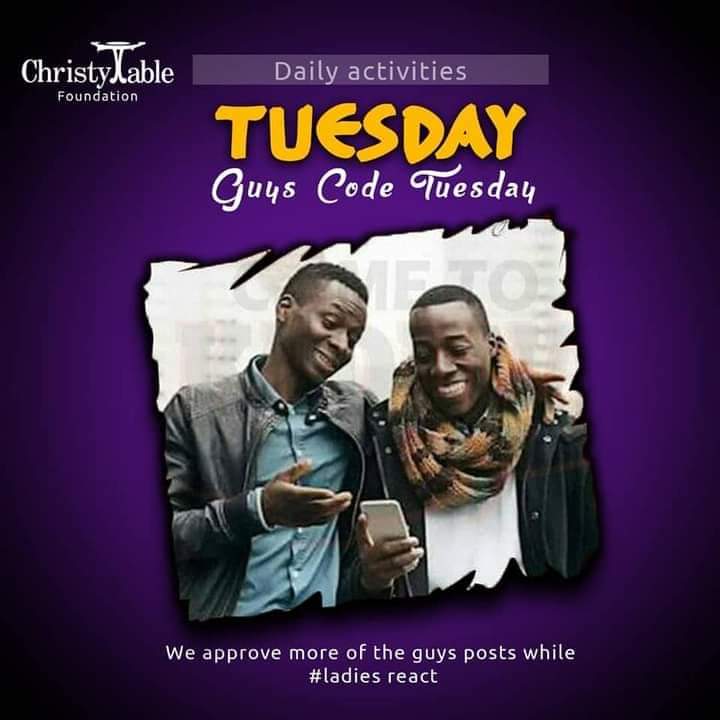 ChristyTable
Foundation
Daily activities
TUESDAY
Guys Code Tuesday
We approve more of the guys posts while
#ladies react